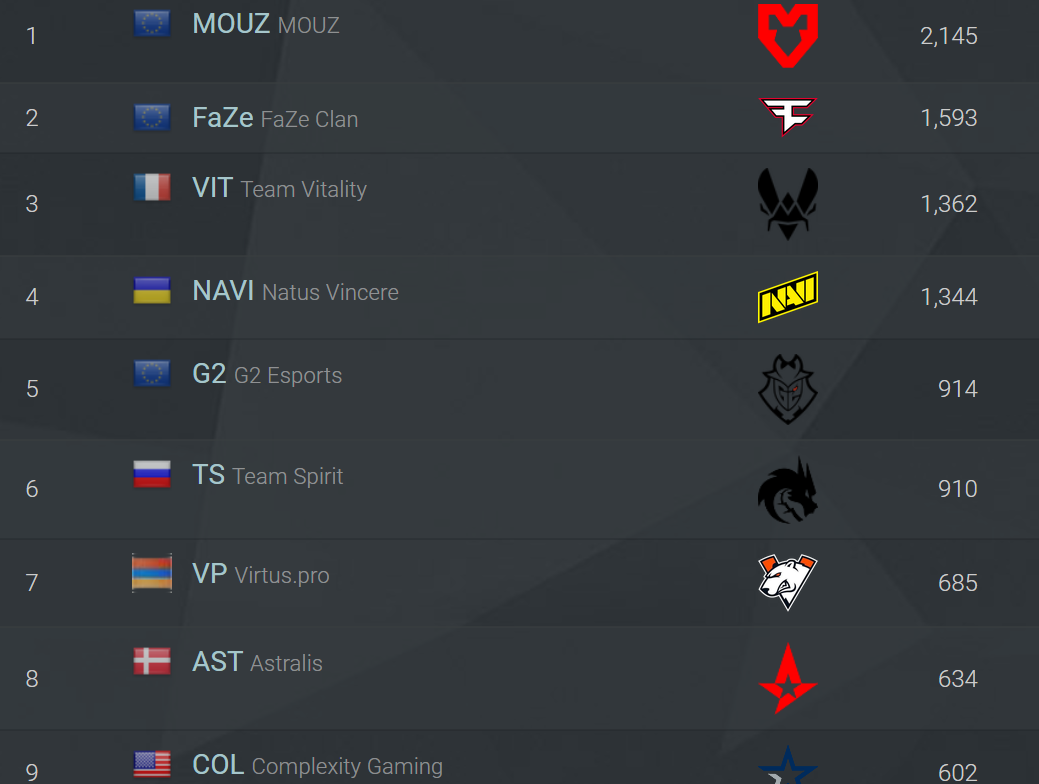 1 MOUZ MOUZ 2,145
2 FaZe FaZe Clan 1,593
3 VIT Team Vitality 1,362
4 NAVI Natus Vincere NAVI 1,344
5 G2 G2 Esports 914
6 TS Team Spirit 910
7 VP Virtus.pro 685
8 AST Astralis 634
9 COL Complexity Gaming 602